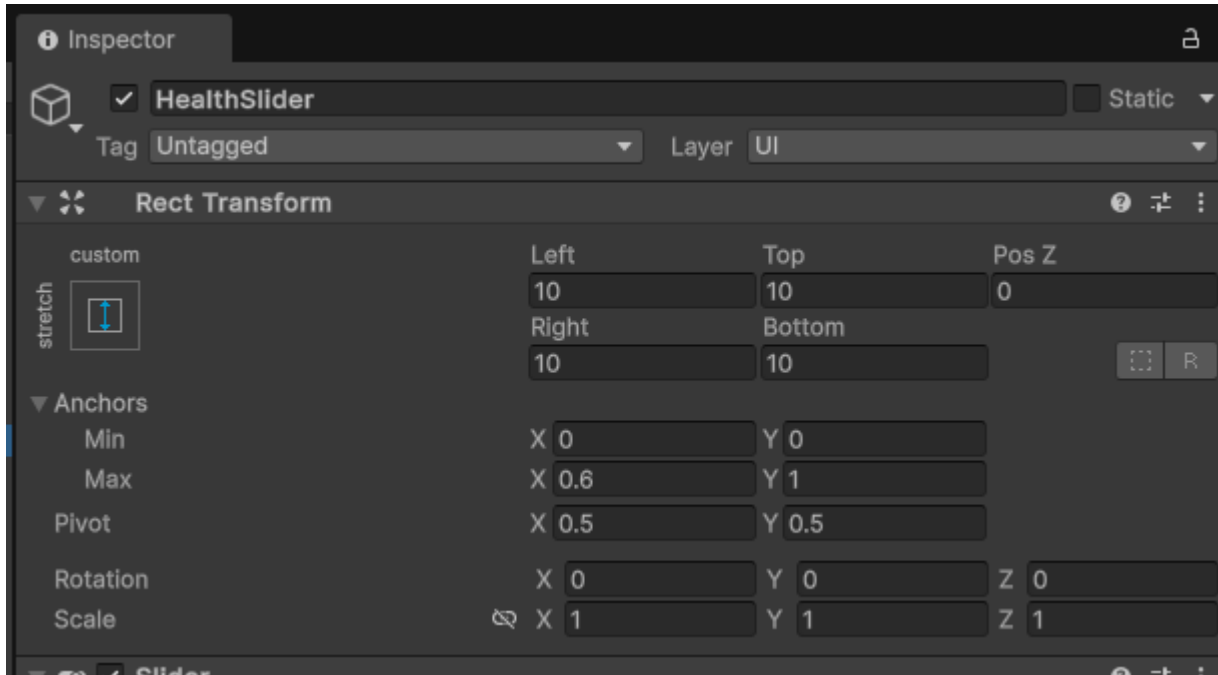 Inspector
HealthSlider Static
Tag Untagged Layer UI
Rect Transform
custom Left Top Pos Z
stretch 10 10 0
Right Bottom
10 10 R
Anchors
Min X 0 Y 0
Max X 0.6 Y 1
Pivot X 0.5 Y 0.5
Rotation X 0 Y 0 Z 0
Scale X 1 Y 1 Z 1
Slider